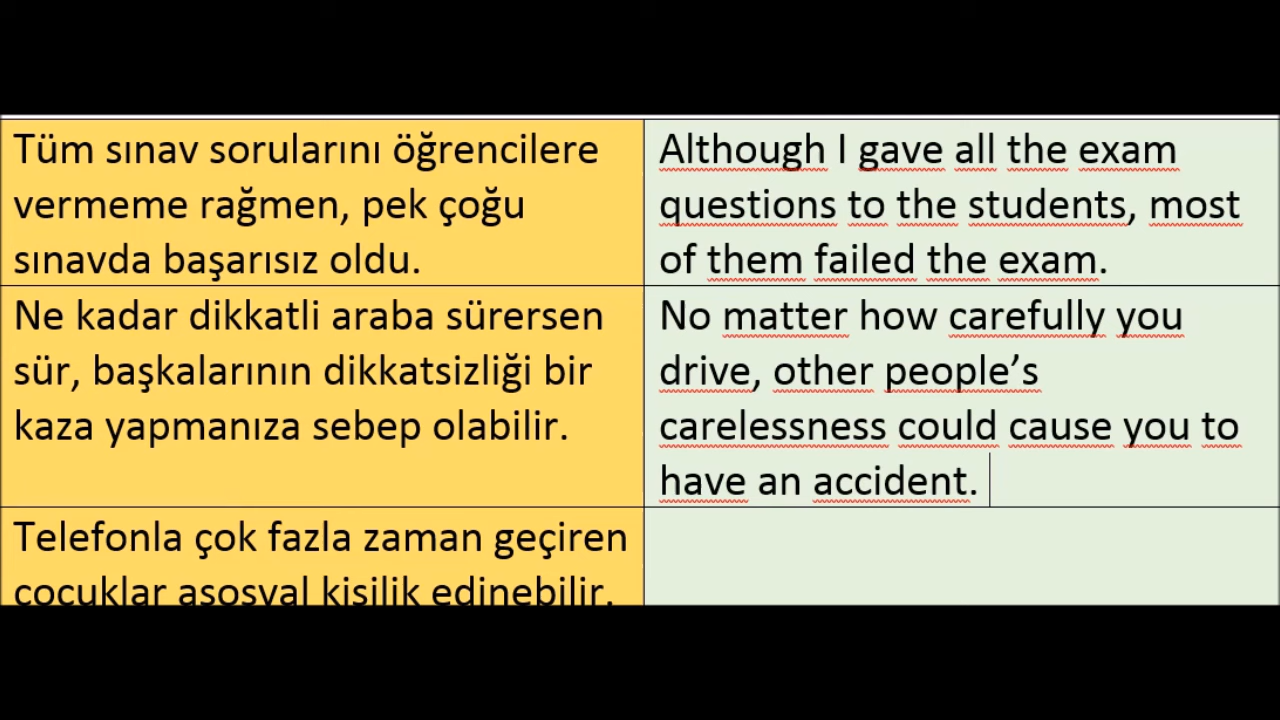 Tüm sınav sorularını öğrencilere
vermeme rağmen, pek çoğu
sınavda başarısız oldu.
Although I gave all the exam
questions to the students, most
of them failed the exam.
Ne kadar dikkatli araba sürersen
sür, başkalarının dikkatsizliği bir
kaza yapmanıza sebep olabilir.
No matter how carefully you
drive, other people’s
carelessness could cause you to
have an accident.
Telefonla çok fazla zaman geçiren
çocuklar asosyal kişilik edinebilir.